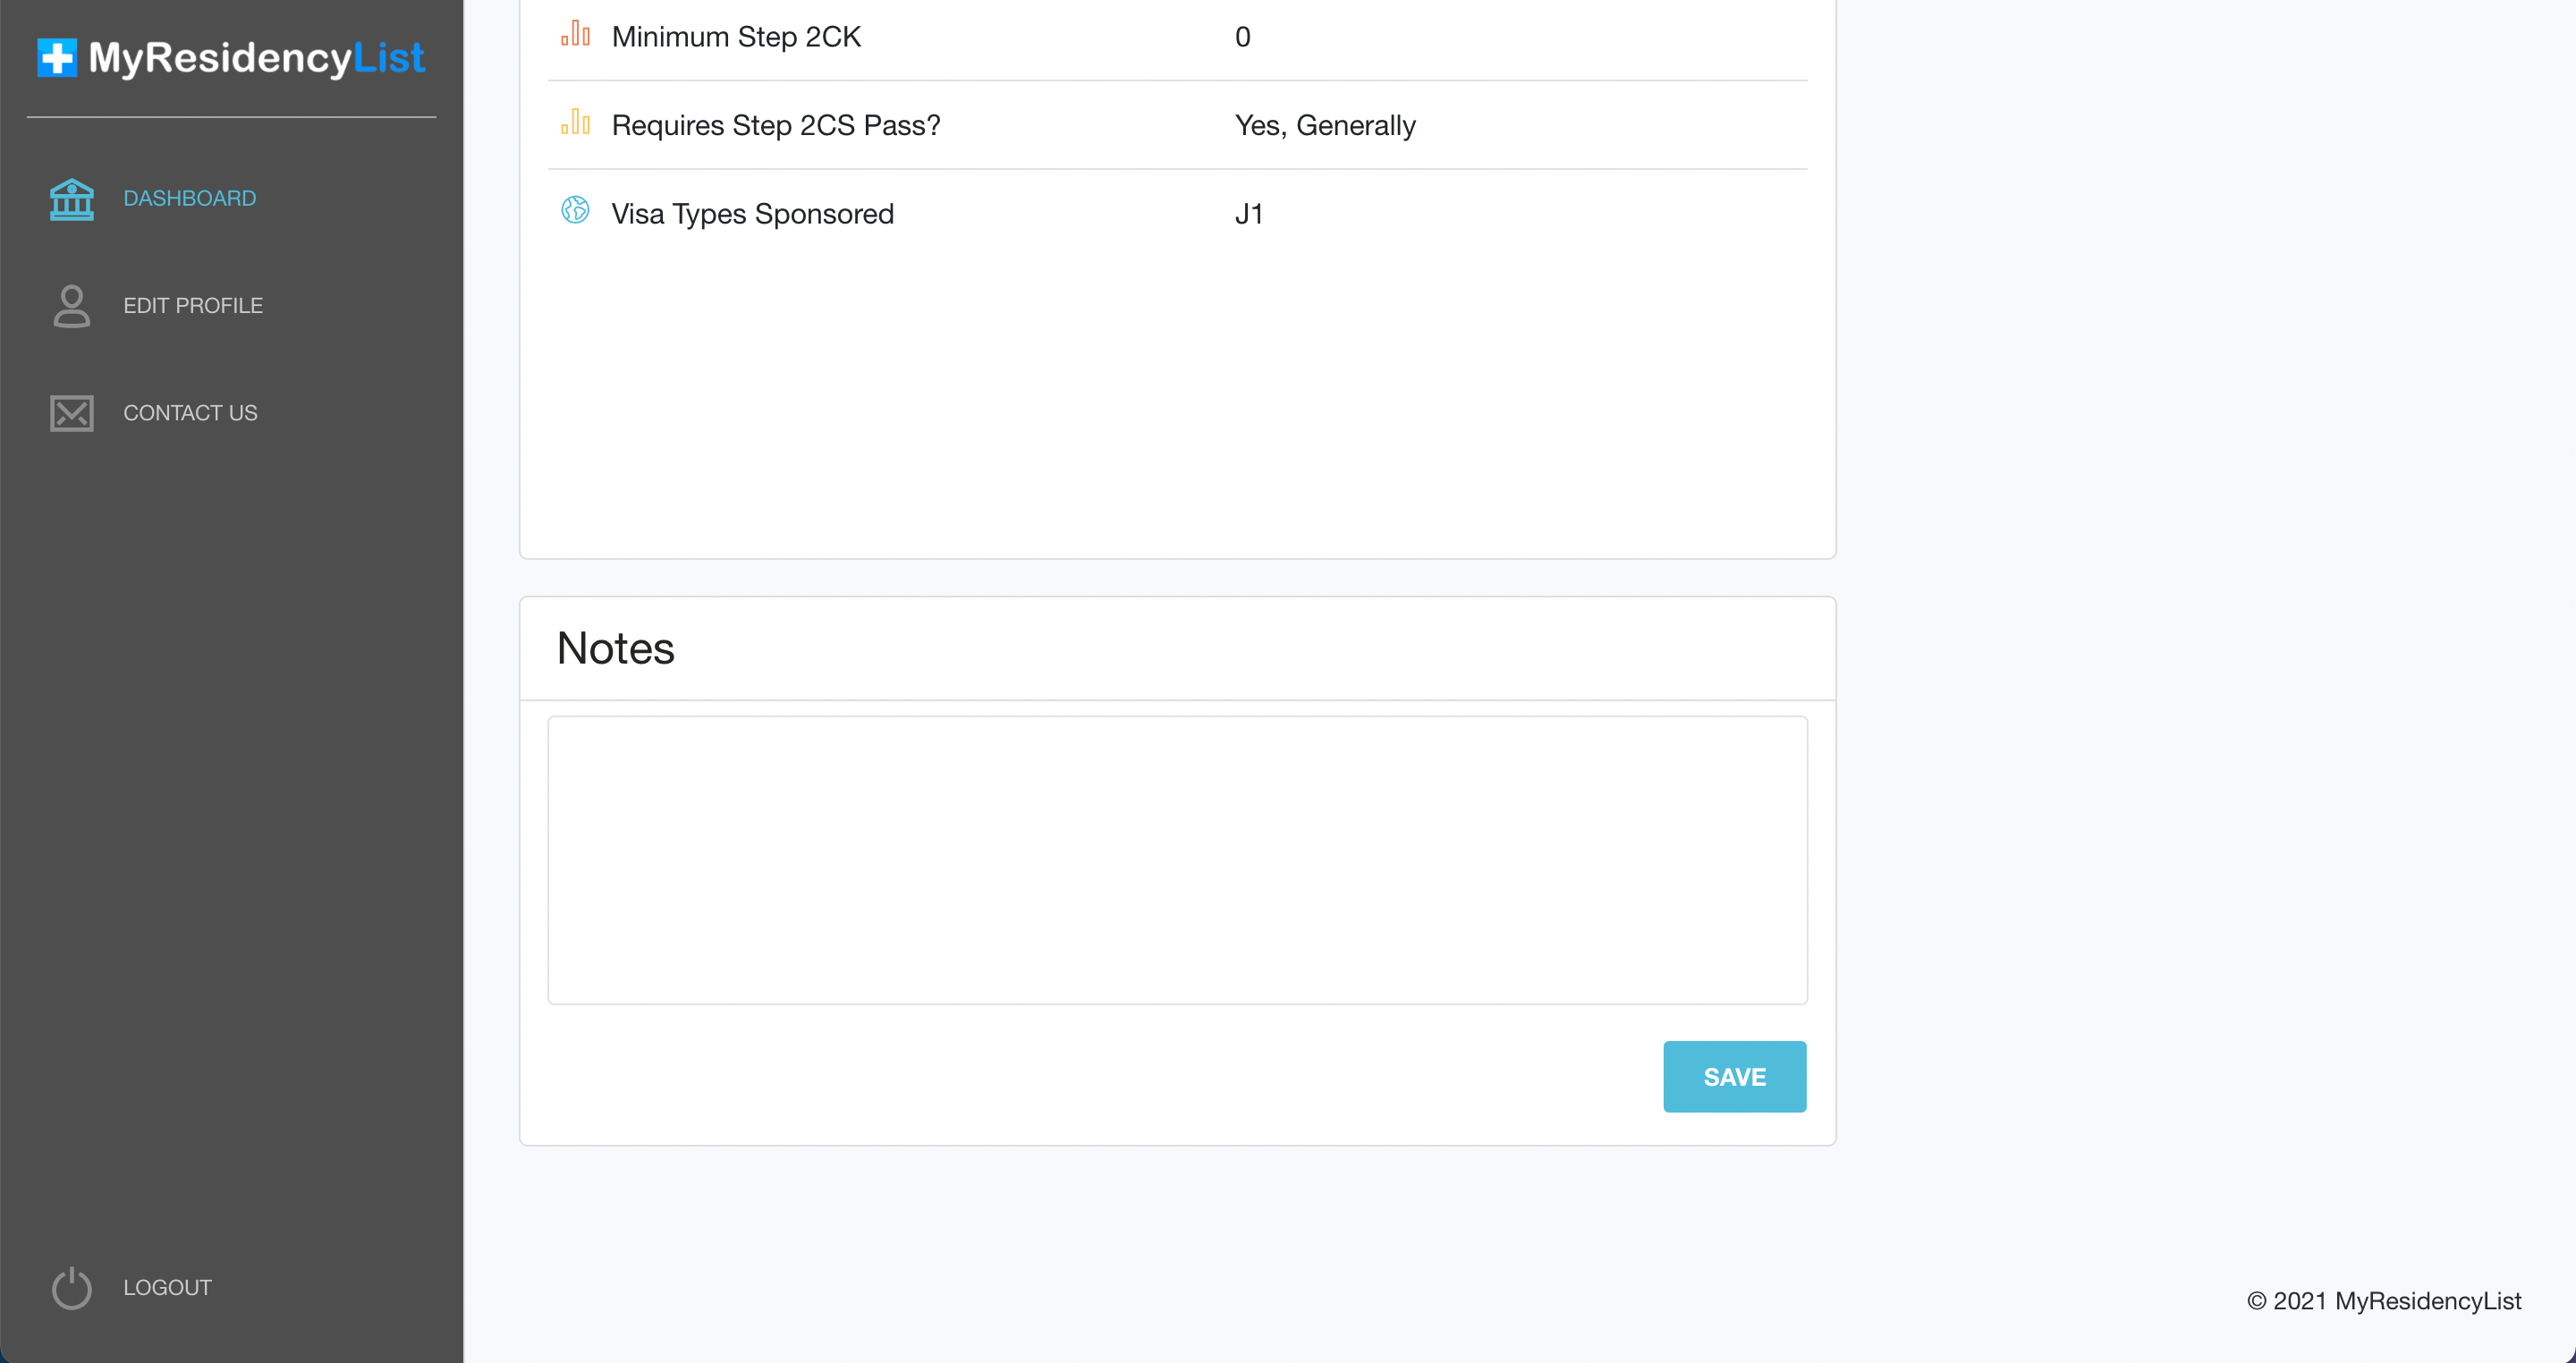 MyResidencyList
DASHBOARD
EDIT PROFILE
CONTACT US
LOGOUT
Minimum Step 2CK 0
Requires Step 2CS Pass? Yes, Generally
Visa Types Sponsored J1
Notes
SAVE
© 2021 MyResidencyList